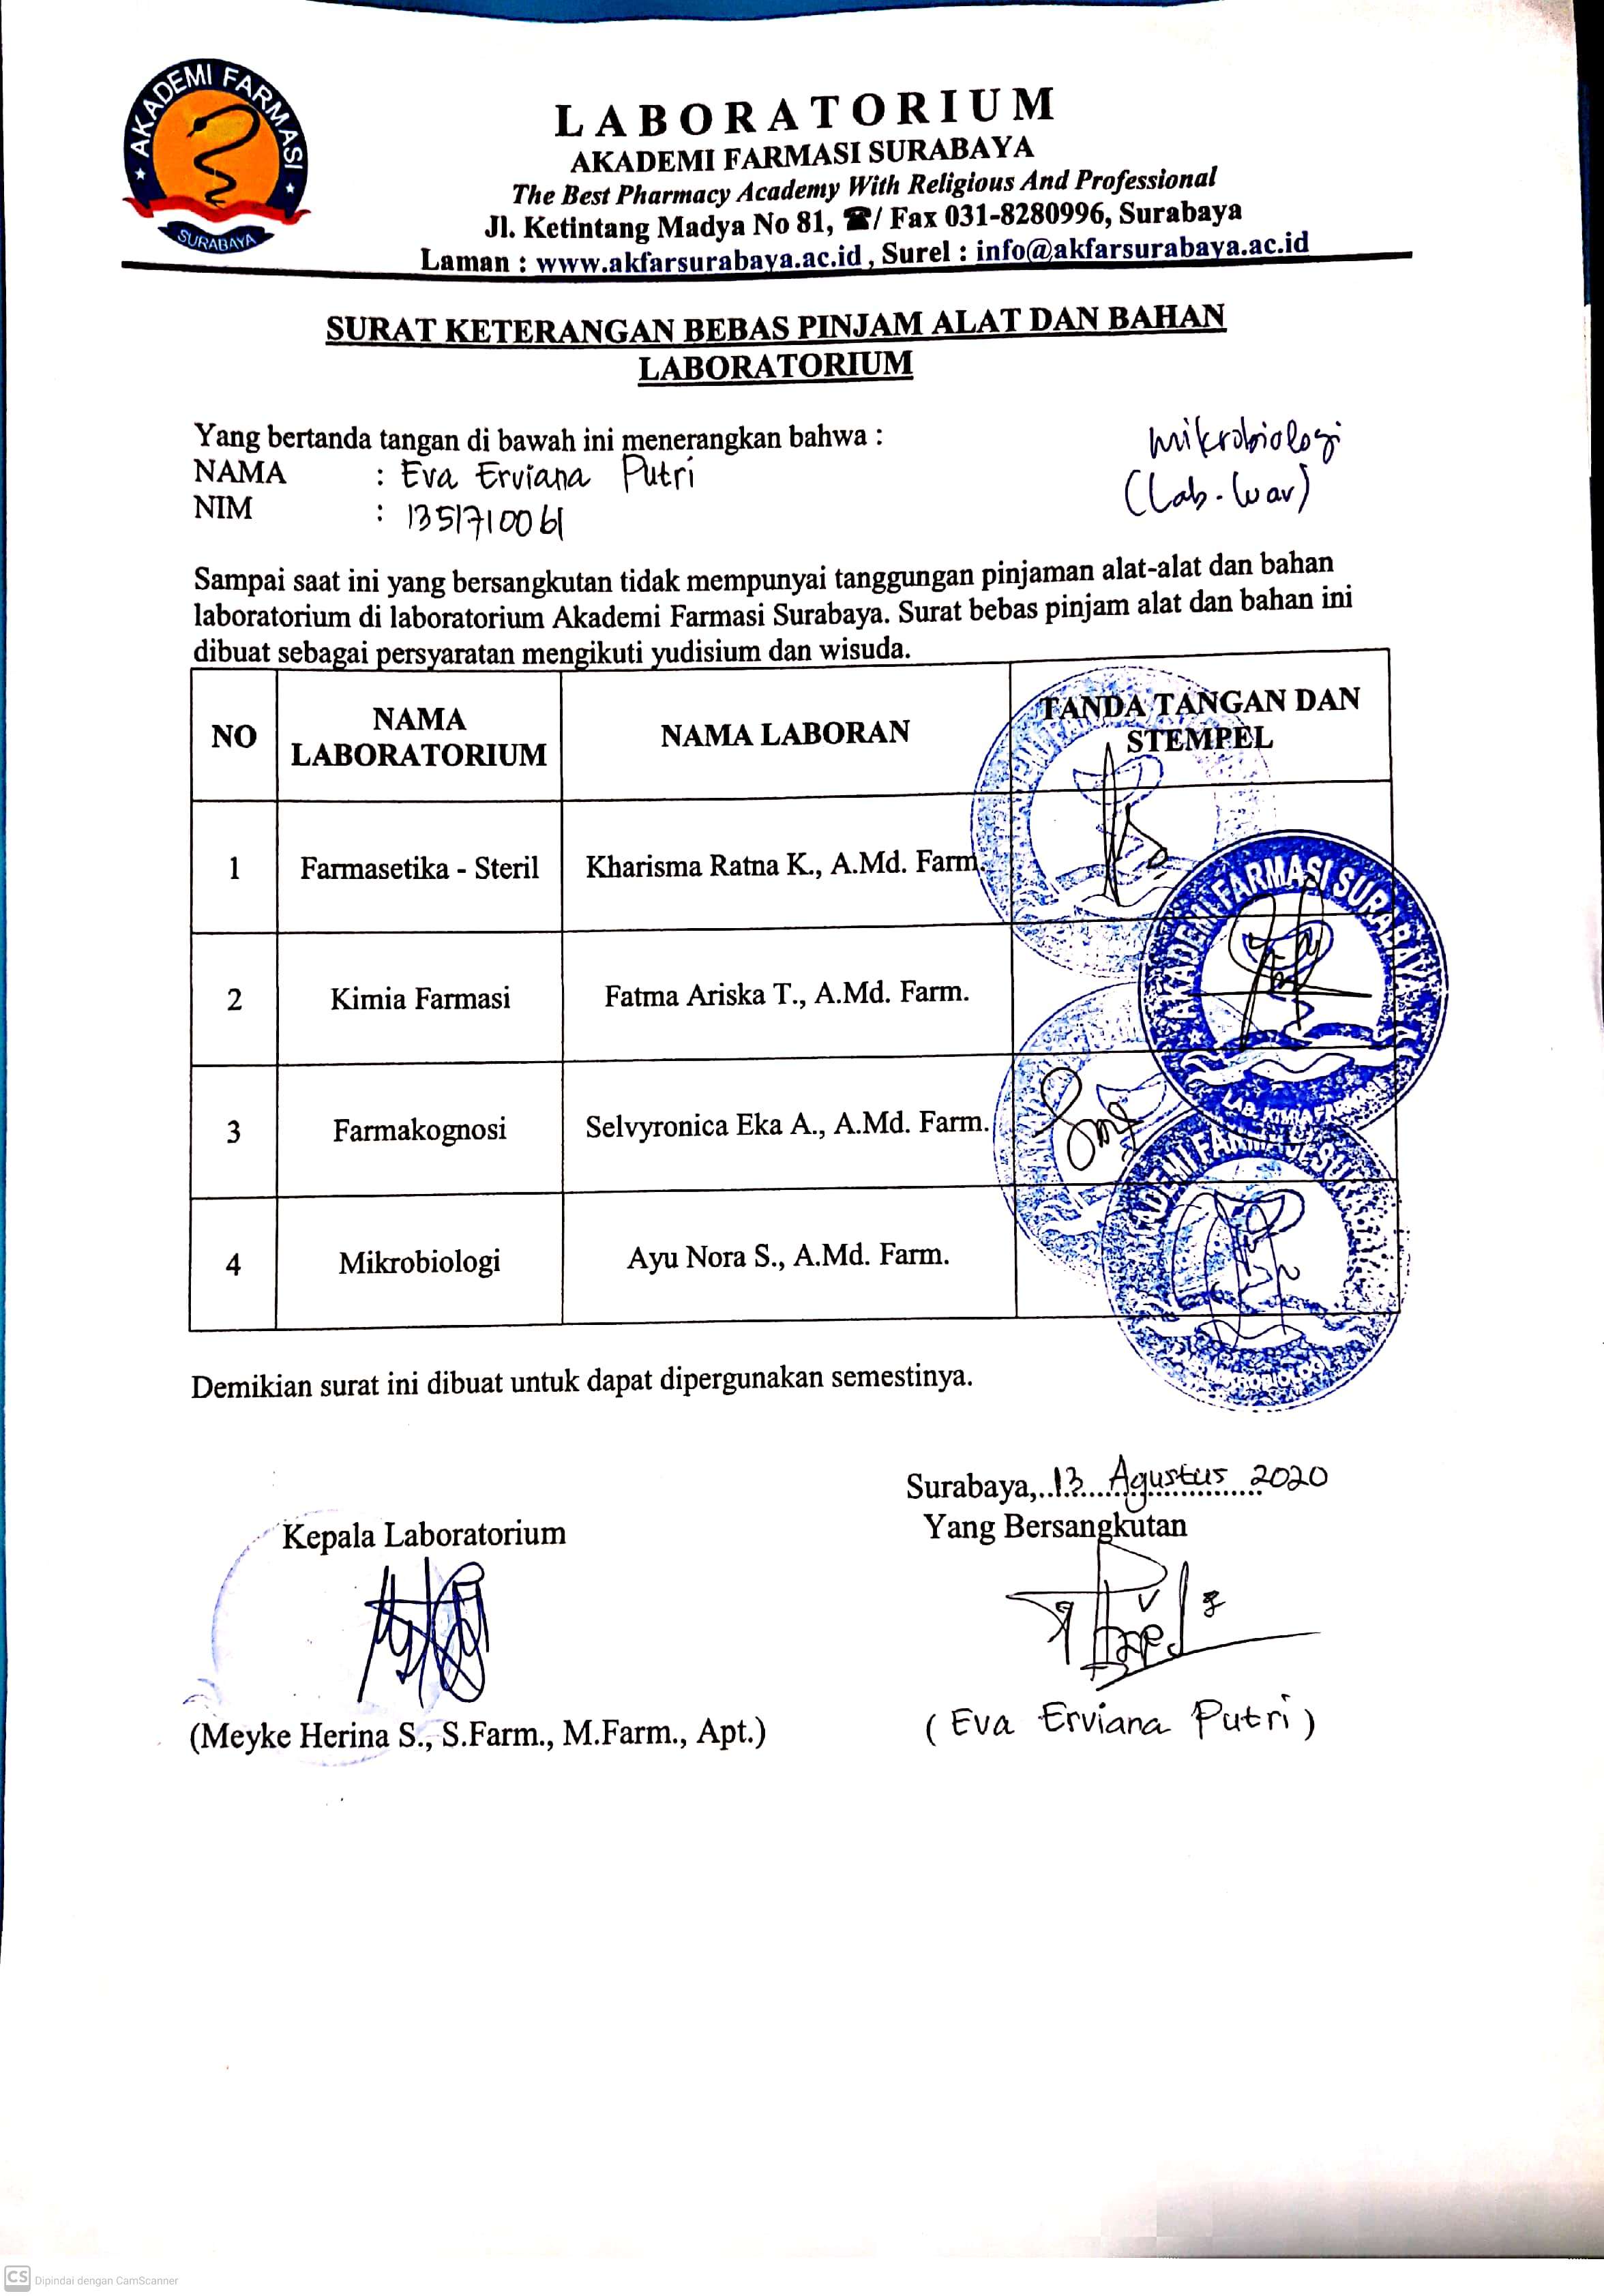 AKADEMI FARMASI
SURABAYA
LABORATORIUM
AKADEMI FARMASI SURABAYA
The Best Pharmacy Academy With Religious And Professional
Jl. Ketintang Madya No 81, ☎/ Fax 031-8280996, Surabaya
Laman : www.akfarsurabaya.ac.id , Surel : info@akfarsurabaya.ac.id
SURAT KETERANGAN BEBAS PINJAM ALAT DAN BAHAN
LABORATORIUM
Yang bertanda tangan di bawah ini menerangkan bahwa :
NAMA : Eva Erviana Putri
NIM : 1351710061
Mikrobiologi
(Lab. luar)
Sampai saat ini yang bersangkutan tidak mempunyai tanggungan pinjaman alat-alat dan bahan
laboratorium di laboratorium Akademi Farmasi Surabaya. Surat bebas pinjam alat dan bahan ini
dibuat sebagai persyaratan mengikuti yudisium dan wisuda.
NO NAMA LABORATORIUM NAMA LABORAN TANDA TANGAN DAN STEMPEL
1 Farmasetika - Steril Kharisma Ratna K., A.Md. Farm.
2 Kimia Farmasi Fatma Ariska T., A.Md. Farm.
AKADEMI FARMASI SURABAYA
LAB. KIMIA FARMASI
3 Farmakognosi Selvyronica Eka A., A.Md. Farm.
4 Mikrobiologi Ayu Nora S., A.Md. Farm.
AKADEMI FARMASI SURABAYA
MIKROBIOLOGI
Demikian surat ini dibuat untuk dapat dipergunakan semestinya.
Surabaya, 13 Agustus 2020
Kepala Laboratorium
Yang Bersangkutan
(Meyke Herina S., S.Farm., M.Farm., Apt.)
(Eva Erviana Putri)
CS Dipindai dengan CamScanner